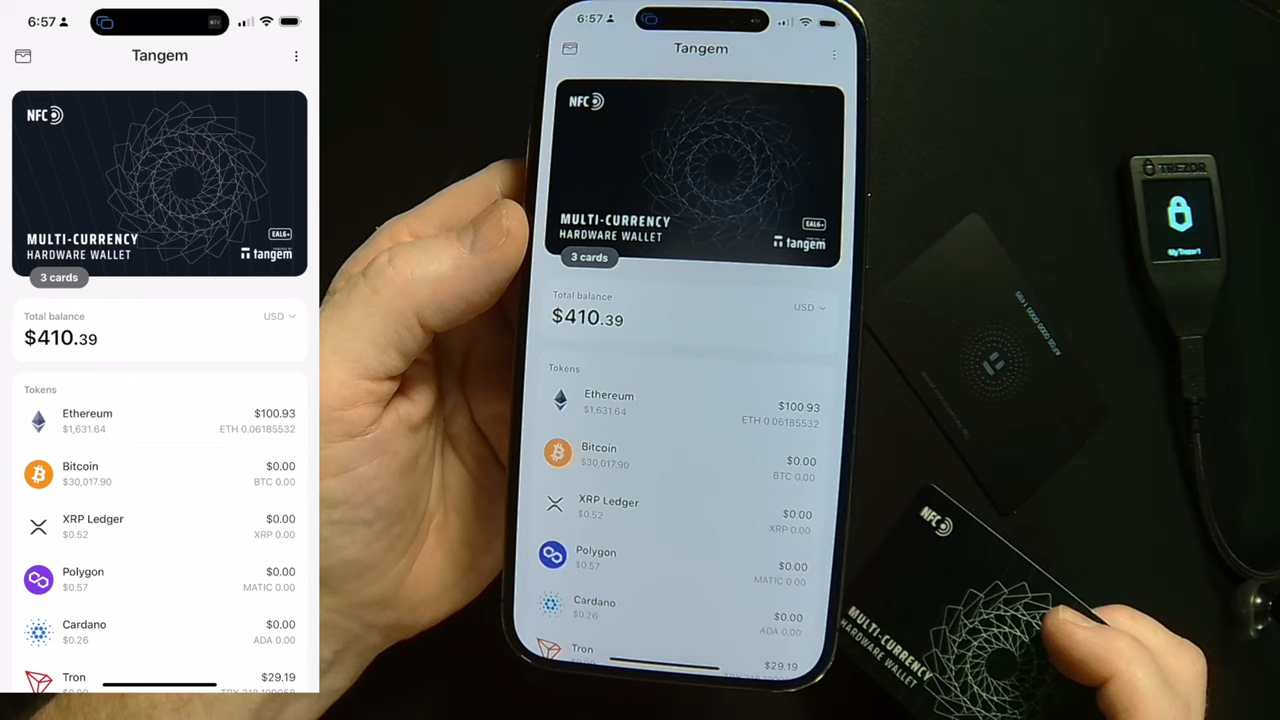 6:57
Tangem
NFC
MULTI-CURRENCY
HARDWARE WALLET
EAL6+
tangem
3 cards
Total balance
USD
$410.39
Tokens
Ethereum
$100.93
$1,631.64
ETH 0.06185532
Bitcoin
$0.00
$30,017.90
BTC 0.00
XRP Ledger
$0.00
$0.52
XRP 0.00
Polygon
$0.00
$0.57
MATIC 0.00
Cardano
$0.00
$0.26
ADA 0.00
Tron
$29.19
6:57
Tangem
NFC
MULTI-CURRENCY
HARDWARE WALLET
EAL6+
tangem
3 cards
Total balance
USD
$410.39
Tokens
Ethereum
$100.93
$1,631.64
ETH 0.06185532
Bitcoin
$0.00
$30,017.90
BTC 0.00
XRP Ledger
$0.00
$0.52
XRP 0.00
Polygon
$0.00
$0.57
MATIC 0.00
Cardano
$0.00
$0.26
ADA 0.00
Tron
$29.19
TREZOR
MyTrezor1
NFC
MULTI-CURRENCY
HARDWARE WALLET